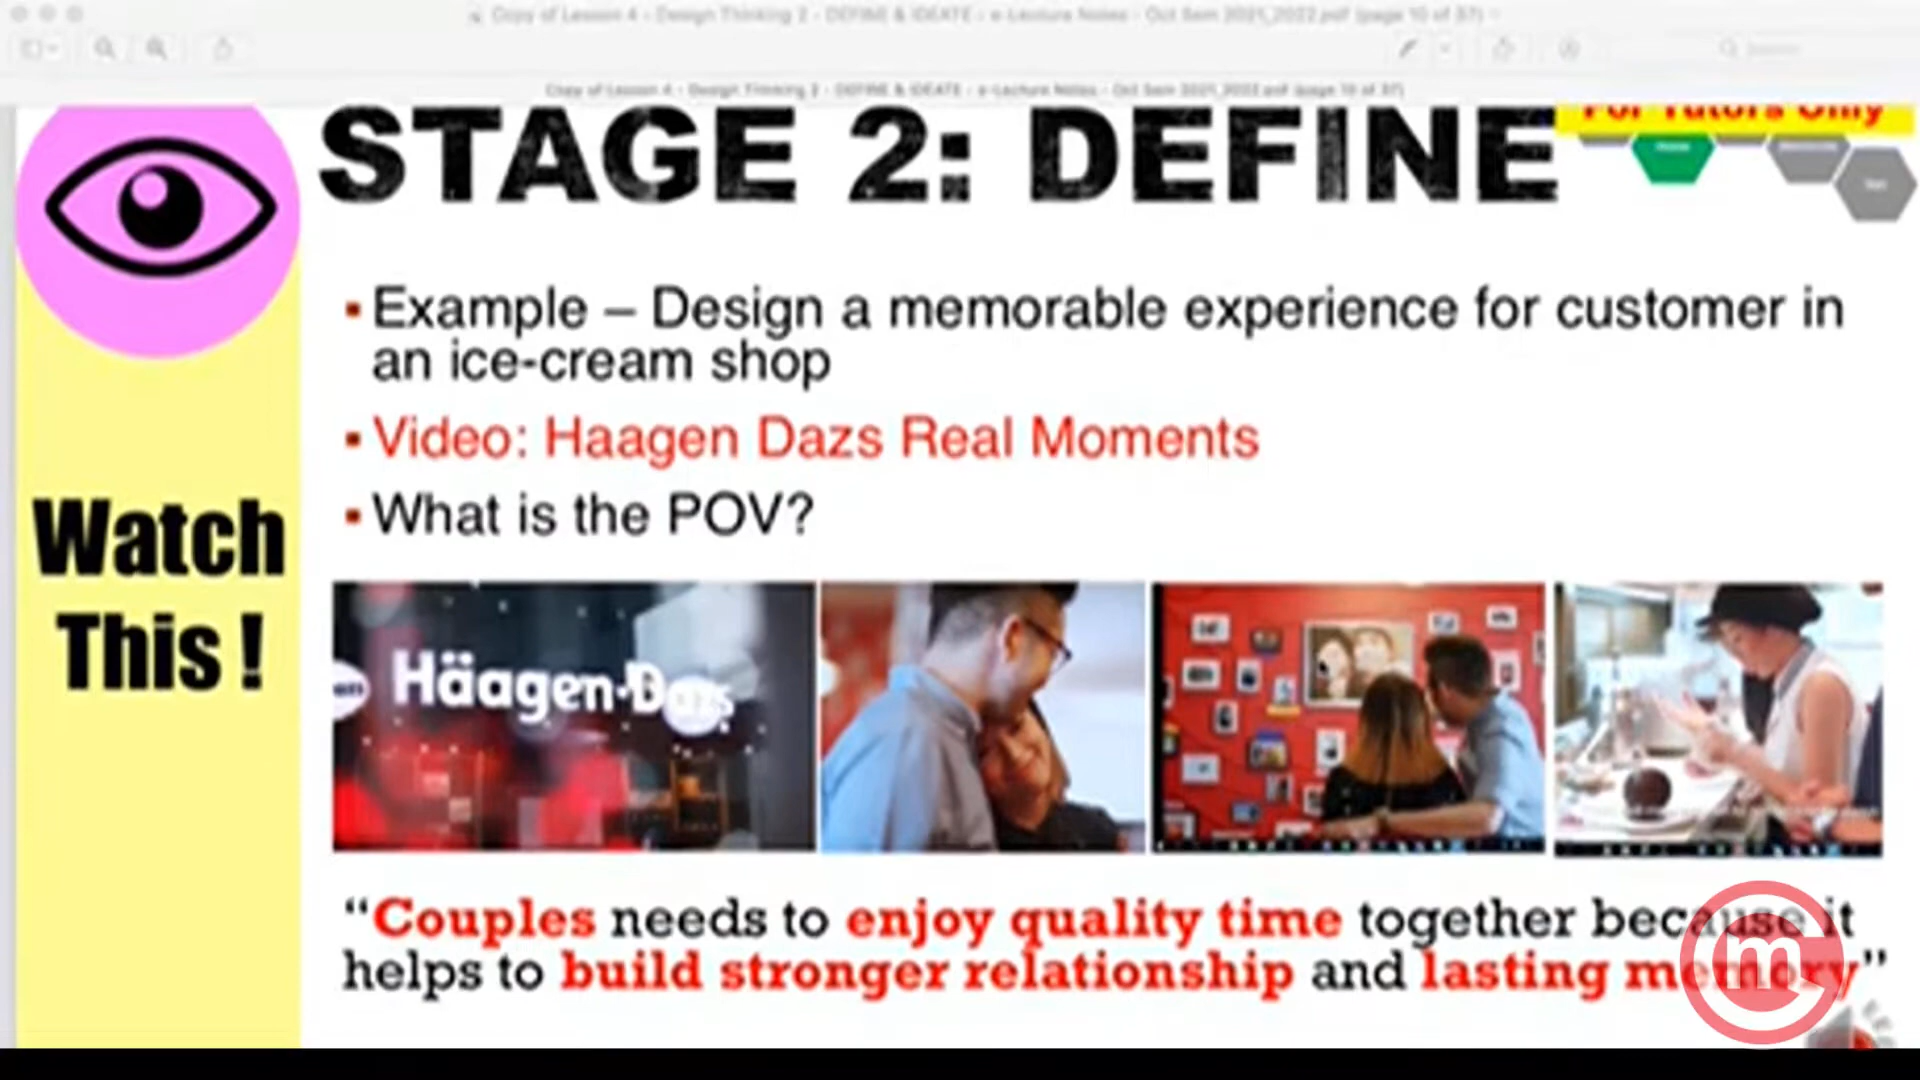 Copy of Lesson 4 - Design Thinking 2 - DEFINE & IDEATE - e-Lecture Notes - Oct Sem 2021_2022.pdf (page 10 of 37)
Search
Copy of Lesson 4 - Design Thinking 2 - DEFINE & IDEATE - e-Lecture Notes - Oct Sem 2021_2022.pdf (page 10 of 37)
For Tutors Only
STAGE 2: DEFINE
▪ Example – Design a memorable experience for customer in
an ice-cream shop
▪ Video: Haagen Dazs Real Moments
▪ What is the POV?
Watch
This !
Häagen-Dazs
“Couples needs to enjoy quality time together because it
helps to build stronger relationship and lasting memory”
m